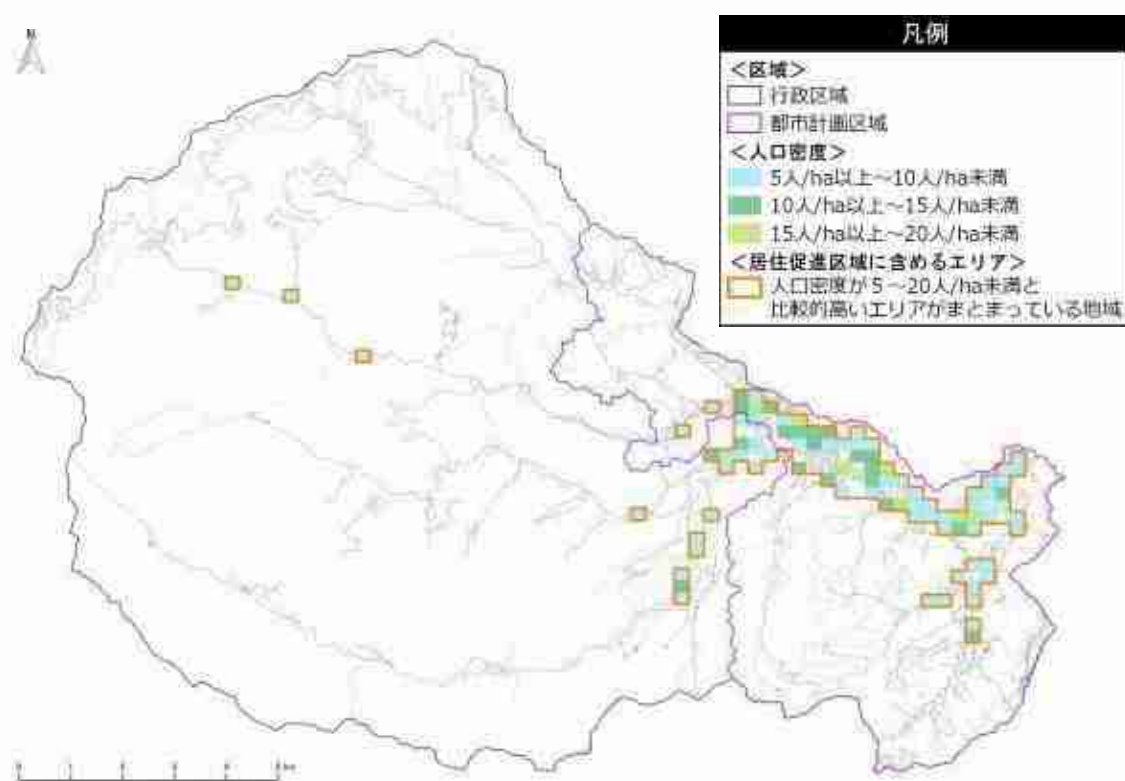 N
凡例
＜区域＞
行政区域
都市計画区域
＜人口密度＞
5人/ha以上～10人/ha未満
10人/ha以上～15人/ha未満
15人/ha以上～20人/ha未満
＜居住促進区域に含めるエリア＞
人口密度が５～20人/ha未満と
比較的高いエリアがまとまっている地域